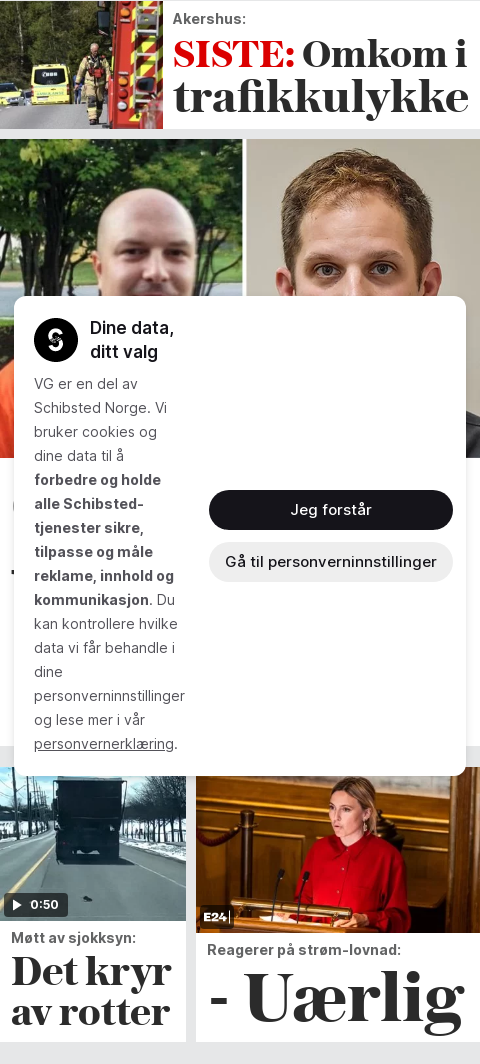 Akershus:
SISTE: Omkom i
trafikkulykke
Dine data,
ditt valg
VG er en del av
Schibsted Norge. Vi
bruker cookies og
dine data til å
forbedre og holde
alle Schibsted-
tjenester sikre,
tilpasse og måle
reklame, innhold og
kommunikasjon. Du
kan kontrollere hvilke
data vi får behandle i
dine
personverninnstillinger
og lese mer i vår
personvernerklæring.
Jeg forstår
Gå til personverninnstillinger
0:50
Møtt av sjokksyn:
Det kryr
av rotter
E24
Reagerer på strøm-lovnad:
- Uærlig